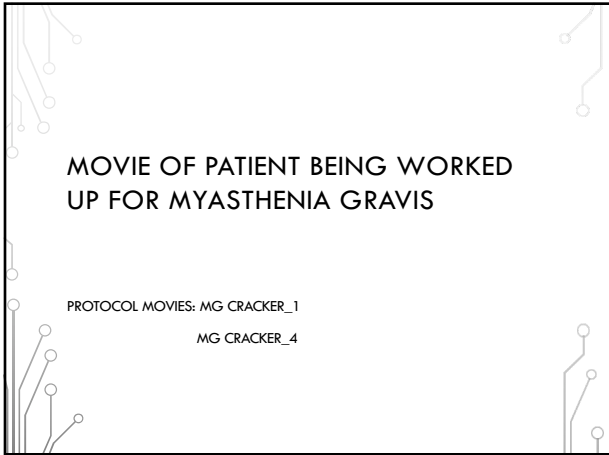 MOVIE OF PATIENT BEING WORKED
UP FOR MYASTHENIA GRAVIS
PROTOCOL MOVIES: MG CRACKER_1
MG CRACKER_4